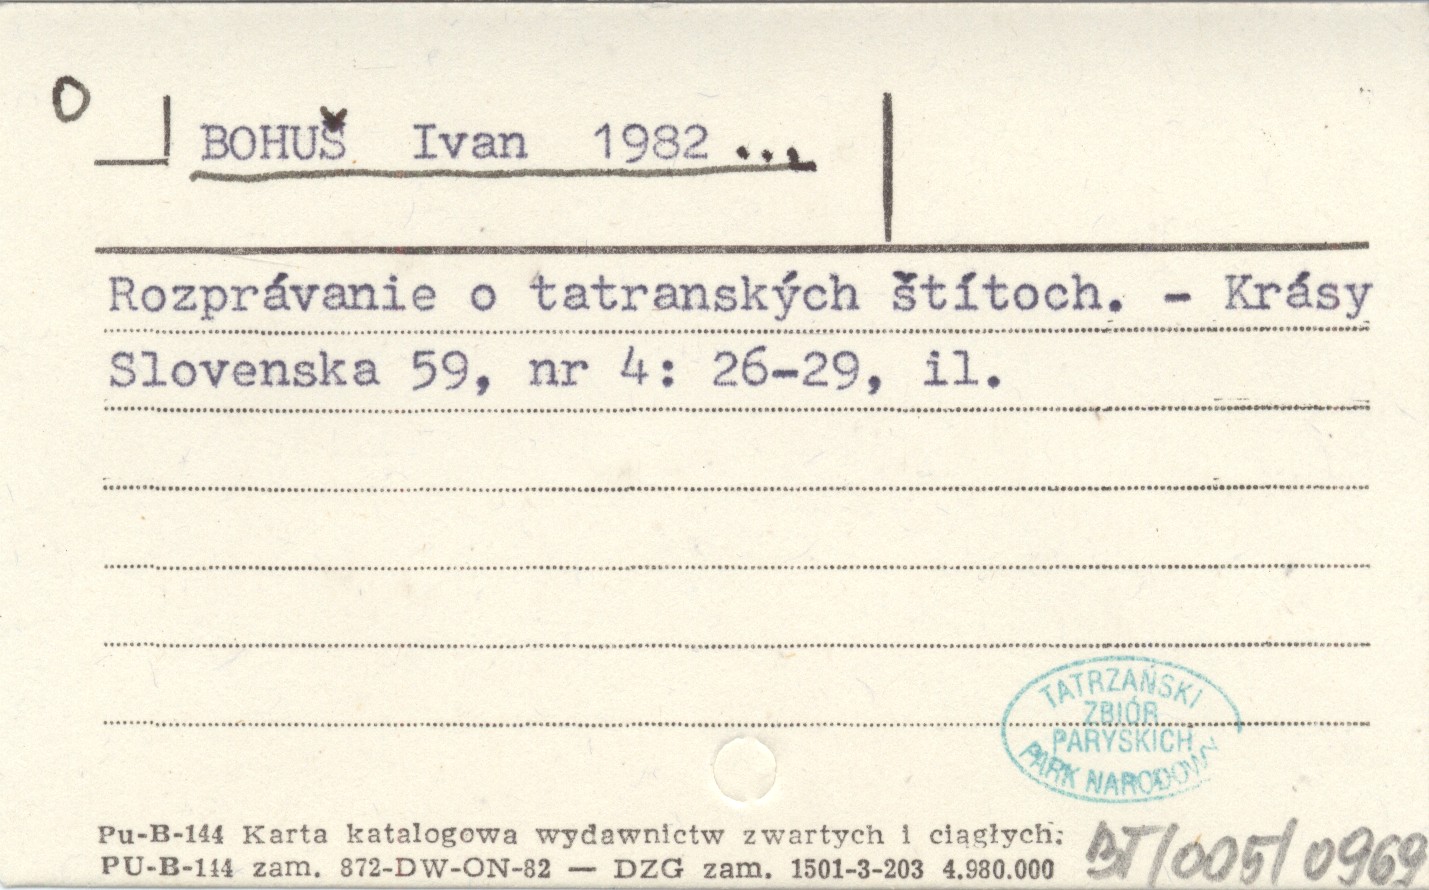 O
BOHUŠ Ivan 1982 ...
Rozprávanie o tatranských štítoch. - Krásy
Slovenska 59, nr 4: 26-29, il.
TATRZAŃSKI
ZBIÓR
PARYSKICH
PARK NARODOWY
Pu-B-144 Karta katalogowa wydawnictw zwartych i ciągłych.
PU-B-144 zam. 872-DW-ON-82 — DZG zam. 1501-3-203 4.980.000
BT/005/0969